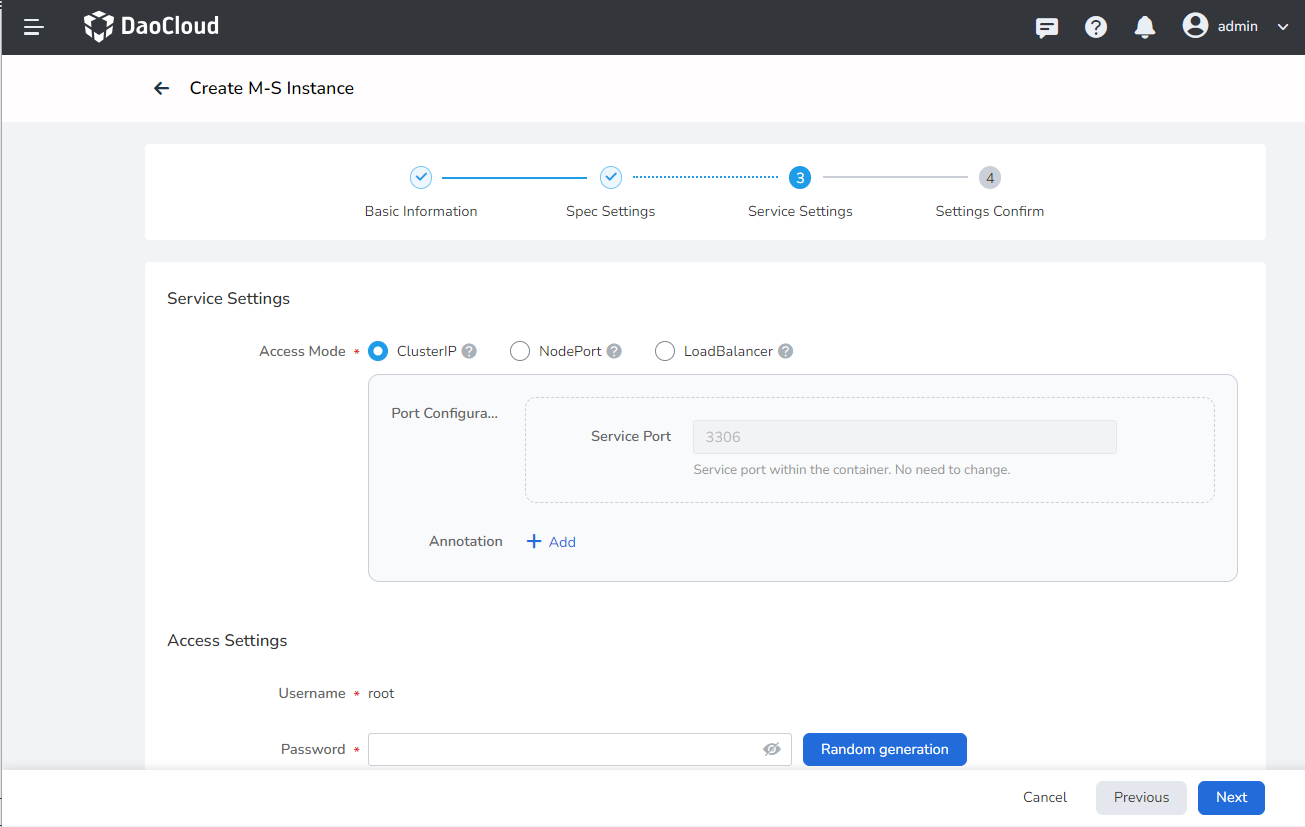 DaoCloud
admin
Create M-S Instance
3
4
Basic Information
Spec Settings
Service Settings
Settings Confirm
Service Settings
Access Mode * ClusterIP ? NodePort ? LoadBalancer ?
Port Configura...
Service Port 3306
Service port within the container. No need to change.
Annotation + Add
Access Settings
Username * root
Password * Random generation
Cancel Previous Next